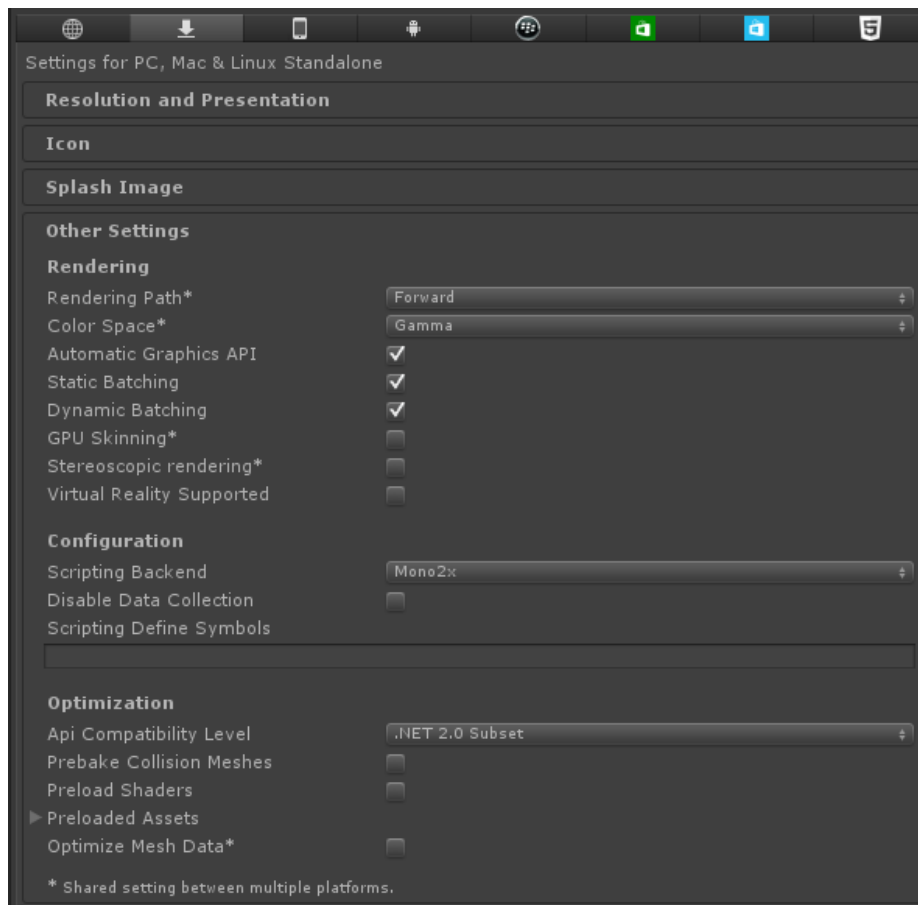 Settings for PC, Mac & Linux Standalone
Resolution and Presentation
Icon
Splash Image
Other Settings
Rendering
Rendering Path* Forward
Color Space* Gamma
Automatic Graphics API
Static Batching
Dynamic Batching
GPU Skinning*
Stereoscopic rendering*
Virtual Reality Supported
Configuration
Scripting Backend Mono2x
Disable Data Collection
Scripting Define Symbols
Optimization
Api Compatibility Level .NET 2.0 Subset
Prebake Collision Meshes
Preload Shaders
Preloaded Assets
Optimize Mesh Data*
* Shared setting between multiple platforms.